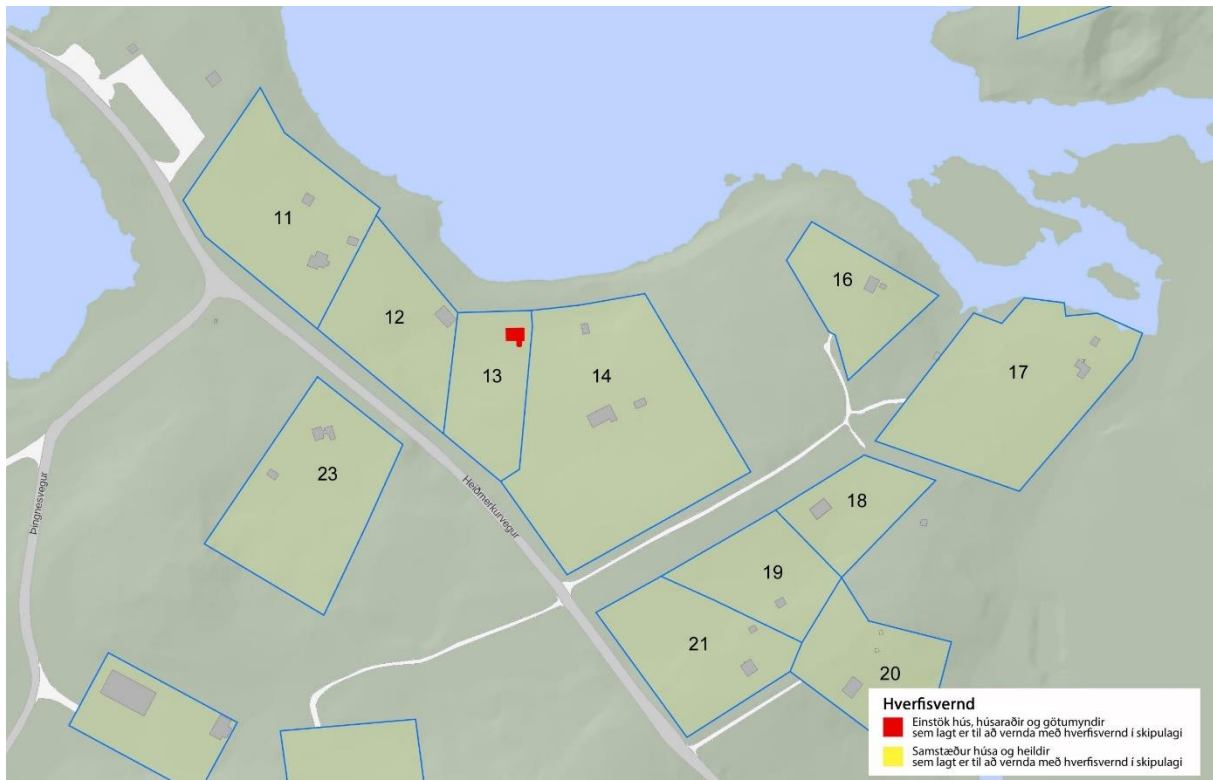 11
12
13
14
16
17
23
18
19
21
20
Þingnesvegur
Heiðmerkurvegur
Hverfisvernd
Einstök hús, húsaraðir og götumyndir
sem lagt er til að vernda með hverfisvernd í skipulagi
Samstæður húsa og heildir
sem lagt er til að vernda með hverfisvernd í skipulagi